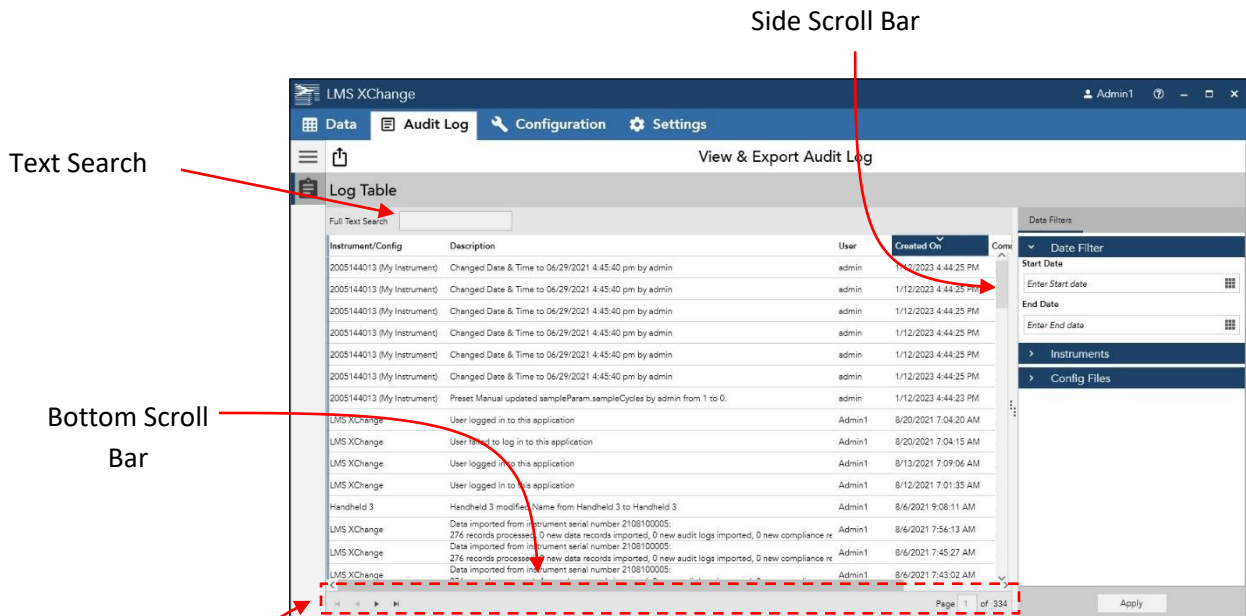 Side Scroll Bar
LMS XChange
Admin1
Data
Audit Log
Configuration
Settings
View & Export Audit Log
Text Search
Log Table
Full Text Search
Data Filters
Instrument/Config Description User Created On Com
2005144013 (My Instrument) Changed Date & Time to 06/29/2021 4:45:40 pm by admin admin 1/12/2023 4:44:25 PM
2005144013 (My Instrument) Changed Date & Time to 06/29/2021 4:45:40 pm by admin admin 1/12/2023 4:44:25 PM
2005144013 (My Instrument) Changed Date & Time to 06/29/2021 4:45:40 pm by admin admin 1/12/2023 4:44:25 PM
2005144013 (My Instrument) Changed Date & Time to 06/29/2021 4:45:40 pm by admin admin 1/12/2023 4:44:25 PM
2005144013 (My Instrument) Changed Date & Time to 06/29/2021 4:45:40 pm by admin admin 1/12/2023 4:44:25 PM
2005144013 (My Instrument) Changed Date & Time to 06/29/2021 4:45:40 pm by admin admin 1/12/2023 4:44:25 PM
2005144013 (My Instrument) Preset Manual updated sampleParam.sampleCycles by admin from 1 to 0. admin 1/12/2023 4:44:23 PM
LMS XChange User logged in to this application Admin1 8/20/2021 7:04:20 AM
LMS XChange User failed to log in to this application Admin1 8/20/2021 7:04:15 AM
LMS XChange User logged in to this application Admin1 8/13/2021 7:09:06 AM
LMS XChange User logged in to this application Admin1 8/12/2021 7:01:35 AM
Handheld 3 Handheld 3 modified Name from Handheld 3 to Handheld 3 Admin1 8/6/2021 9:08:11 AM
Data imported from instrument serial number 2108100005:
LMS XChange 276 records processed, 0 new data records imported, 0 new audit logs imported, 0 new compliance re Admin1 8/6/2021 7:56:13 AM
Data imported from instrument serial number 2108100005:
LMS XChange 276 records processed, 0 new data records imported, 0 new audit logs imported, 0 new compliance re Admin1 8/6/2021 7:45:27 AM
Data imported from instrument serial number 2108100005:
LMS XChange Admin1 8/6/2021 7:43:02 AM
Date Filter
Start Date
Enter Start date
End Date
Enter End date
Instruments
Config Files
Bottom Scroll
Bar
Page 1 of 334
Apply